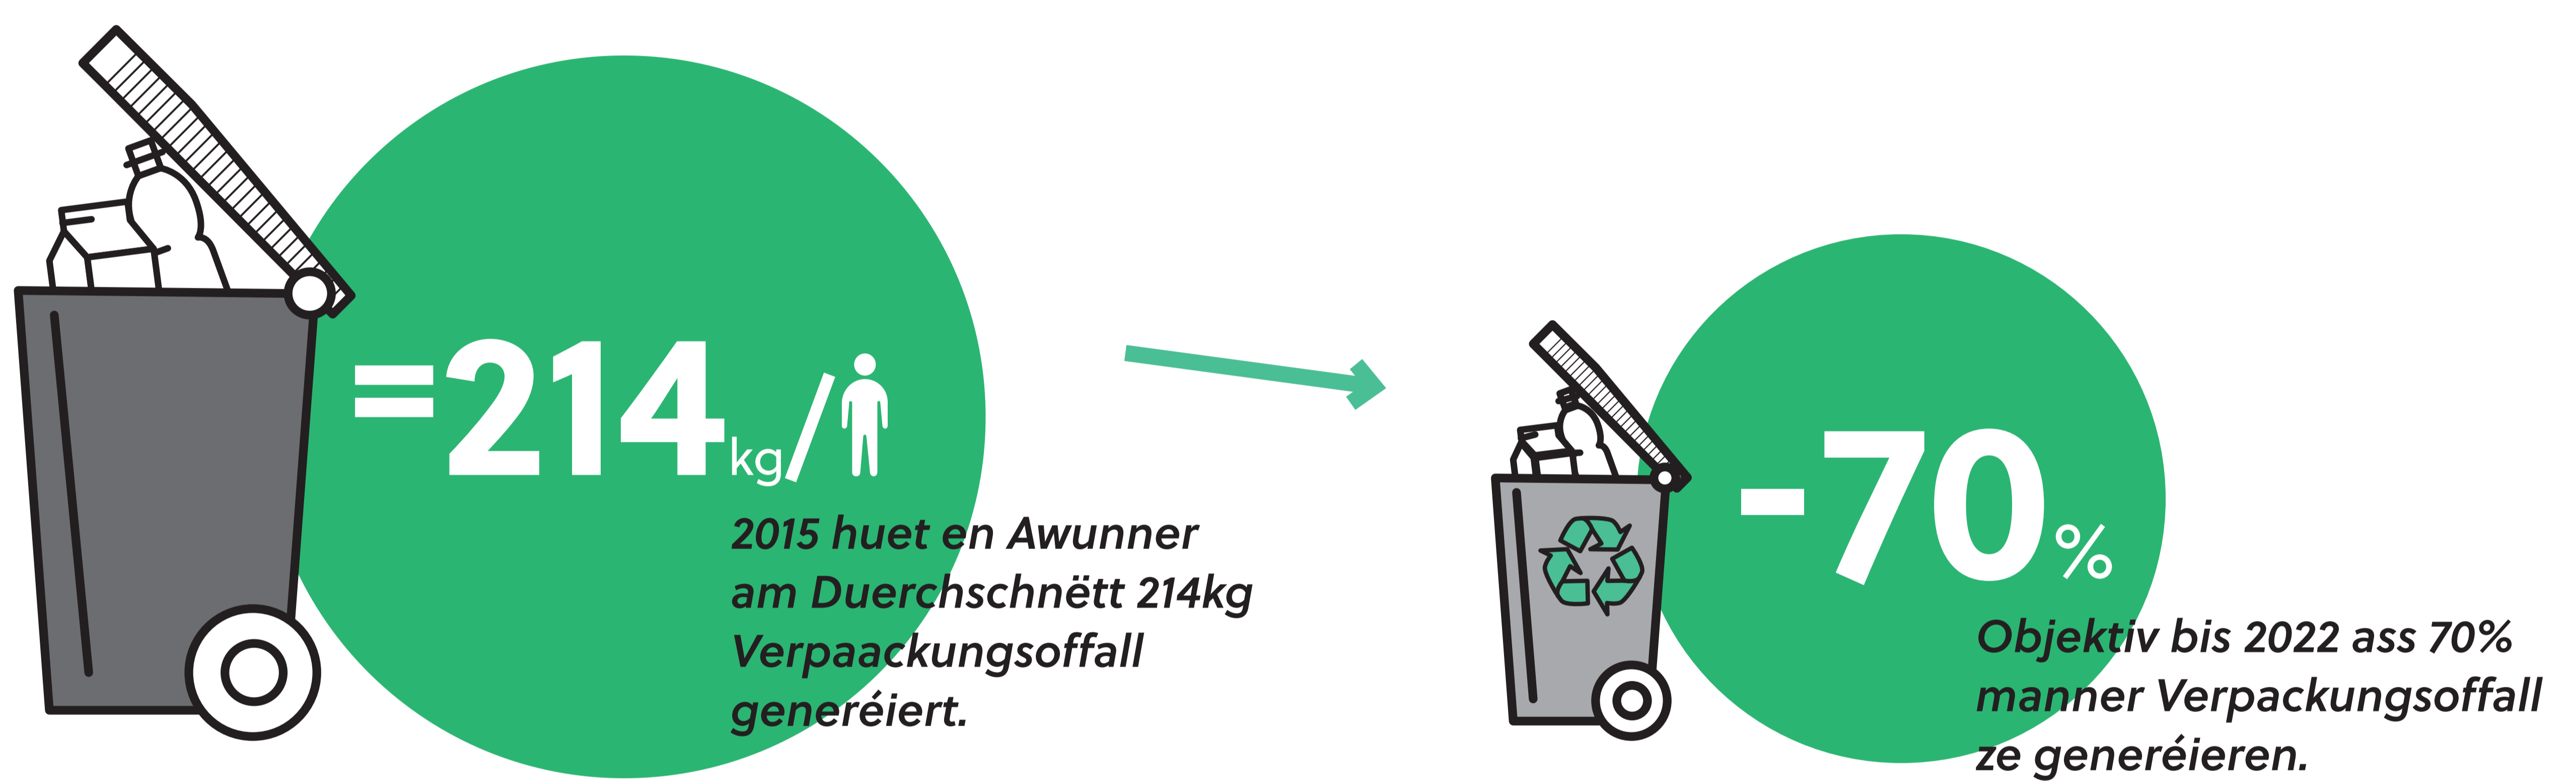 =214kg/
2015 huet en Awunner
am Duerchschnëtt 214kg
Verpaackungsoffall
generéiert.
-70%
Objektiv bis 2022 ass 70%
manner Verpackungsoffall
ze generéieren.